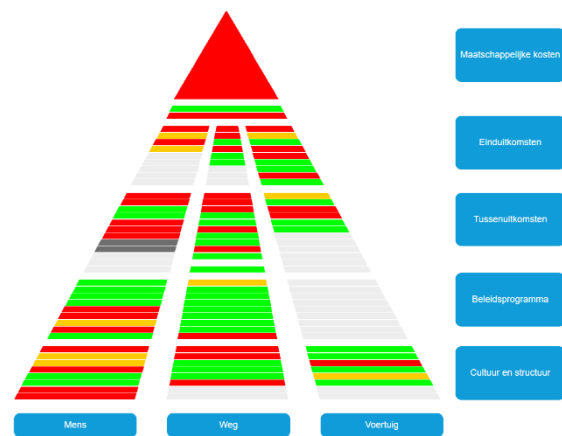 Maatschappelijke kosten
Einduitkomsten
Tussenuitkomsten
Beleidsprogramma
Cultuur en structuur
Mens
Weg
Voertuig